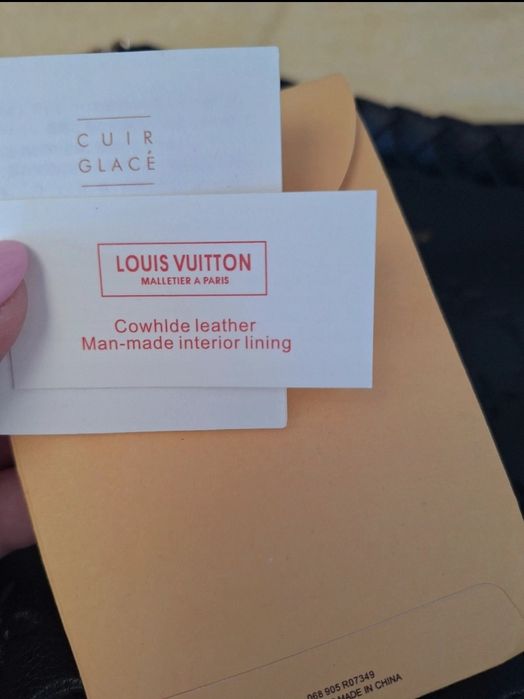 CUIR
GLACÉ
LOUIS VUITTON
MALLETIER A PARIS
Cowhlde leather
Man-made interior lining
068 905 R07349
MADE IN CHINA